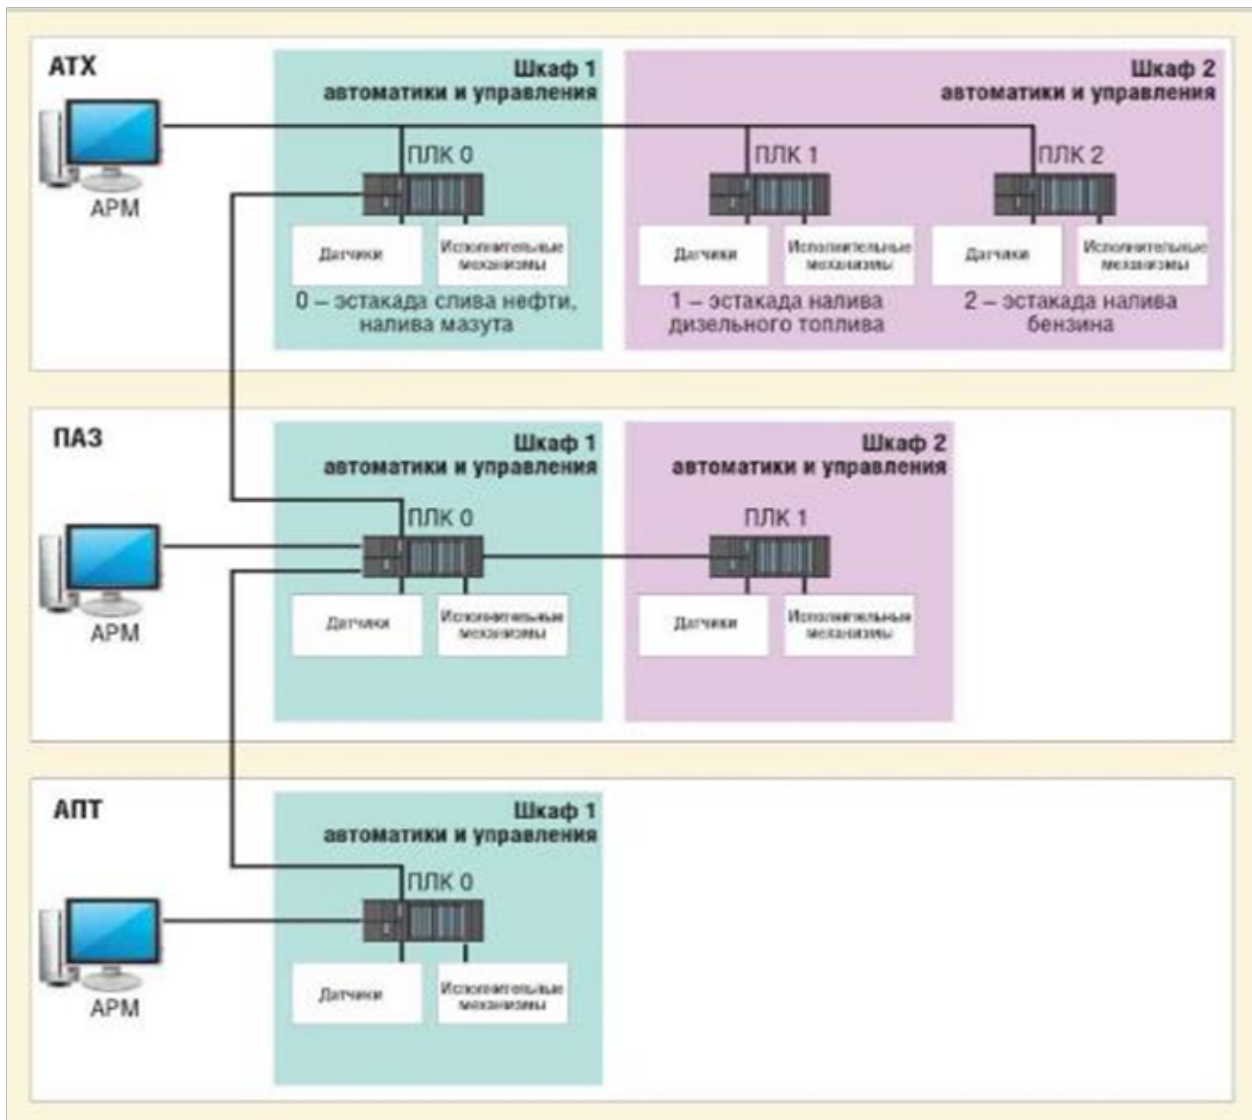 АТХ
Шкаф 1
автоматики и управления
Шкаф 2
автоматики и управления
АРМ
ПЛК 0
ПЛК 1
ПЛК 2
Датчики
Исполнительные
механизмы
Датчики
Исполнительные
механизмы
Датчики
Исполнительные
механизмы
0 – эстакада слива нефти,
налива мазута
1 – эстакада налива
дизельного топлива
2 – эстакада налива
бензина
ПАЗ
Шкаф 1
автоматики и управления
Шкаф 2
автоматики и управления
АРМ
ПЛК 0
ПЛК 1
Датчики
Исполнительные
механизмы
Датчики
Исполнительные
механизмы
АПТ
Шкаф 1
автоматики и управления
АРМ
ПЛК 0
Датчики
Исполнительные
механизмы